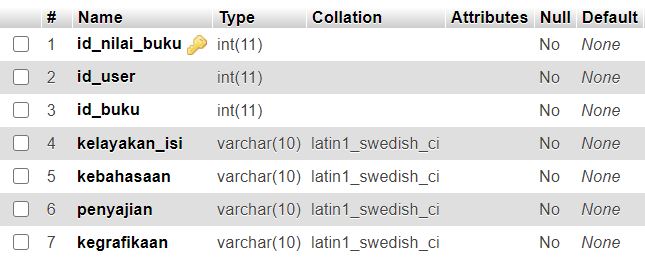 # Name Type Collation Attributes Null Default
1 id_nilai_buku int(11) No None
2 id_user int(11) No None
3 id_buku int(11) No None
4 kelayakan_isi varchar(10) latin1_swedish_ci No None
5 kebahasaan varchar(10) latin1_swedish_ci No None
6 penyajian varchar(10) latin1_swedish_ci No None
7 kegrafikaan varchar(10) latin1_swedish_ci No None